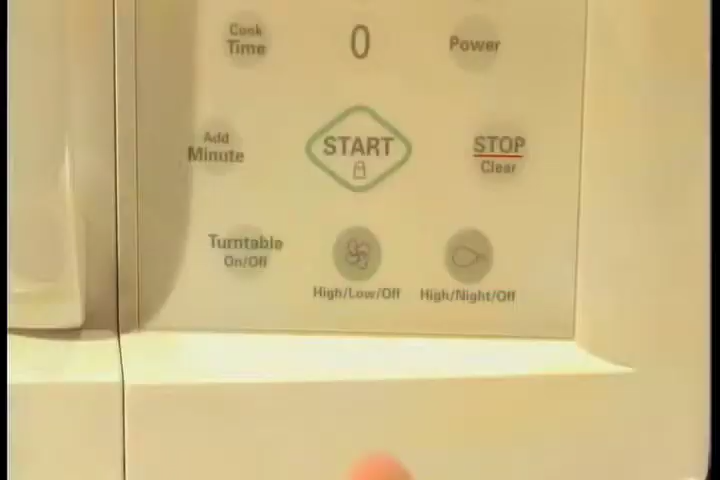 Cook
Time
0
Power
Add
Minute
START
STOP
Clear
Turntable
On/Off
High/Low/Off
High/Night/Off